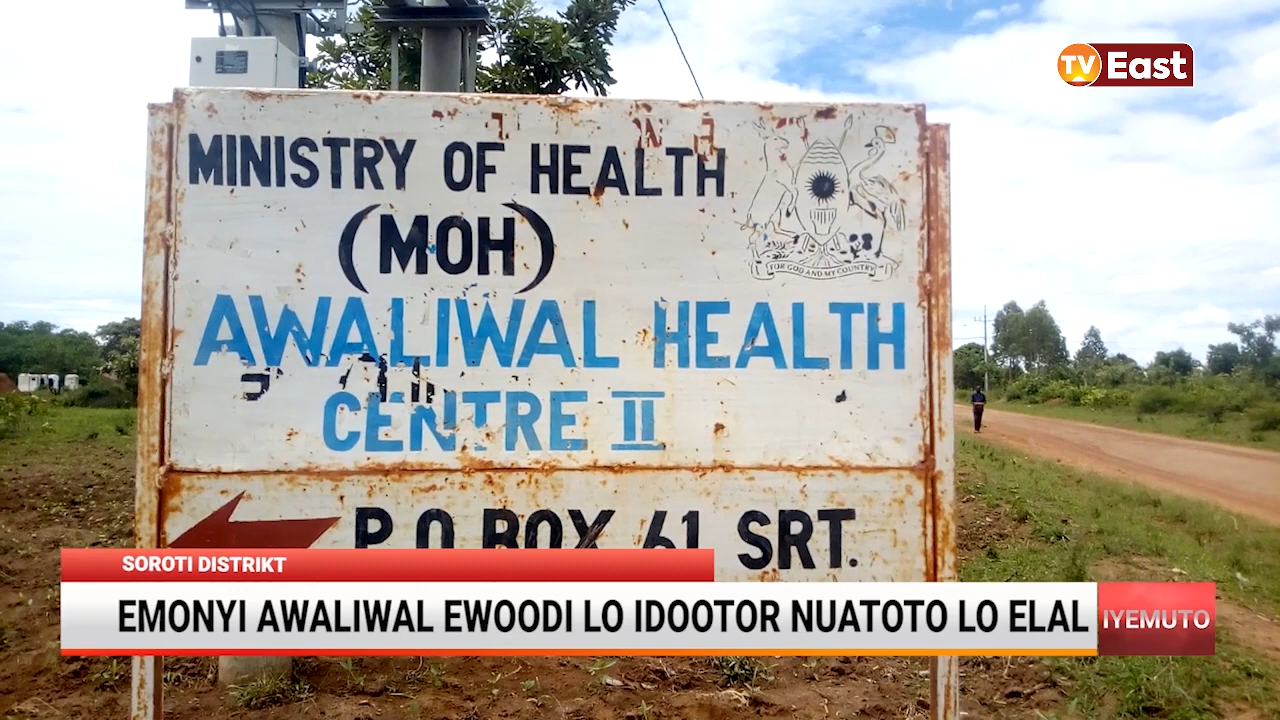 TV East
MINISTRY OF HEALTH
(MOH)
FOR GOD AND MY COUNTRY
AWALIWAL HEALTH
CENTRE II
P.O BOX 61 SRT.
SOROTI DISTRIKT
EMONYI AWALIWAL EWOODI LO IDOOTOR NUATOTO LO ELAL
IYEMUTO